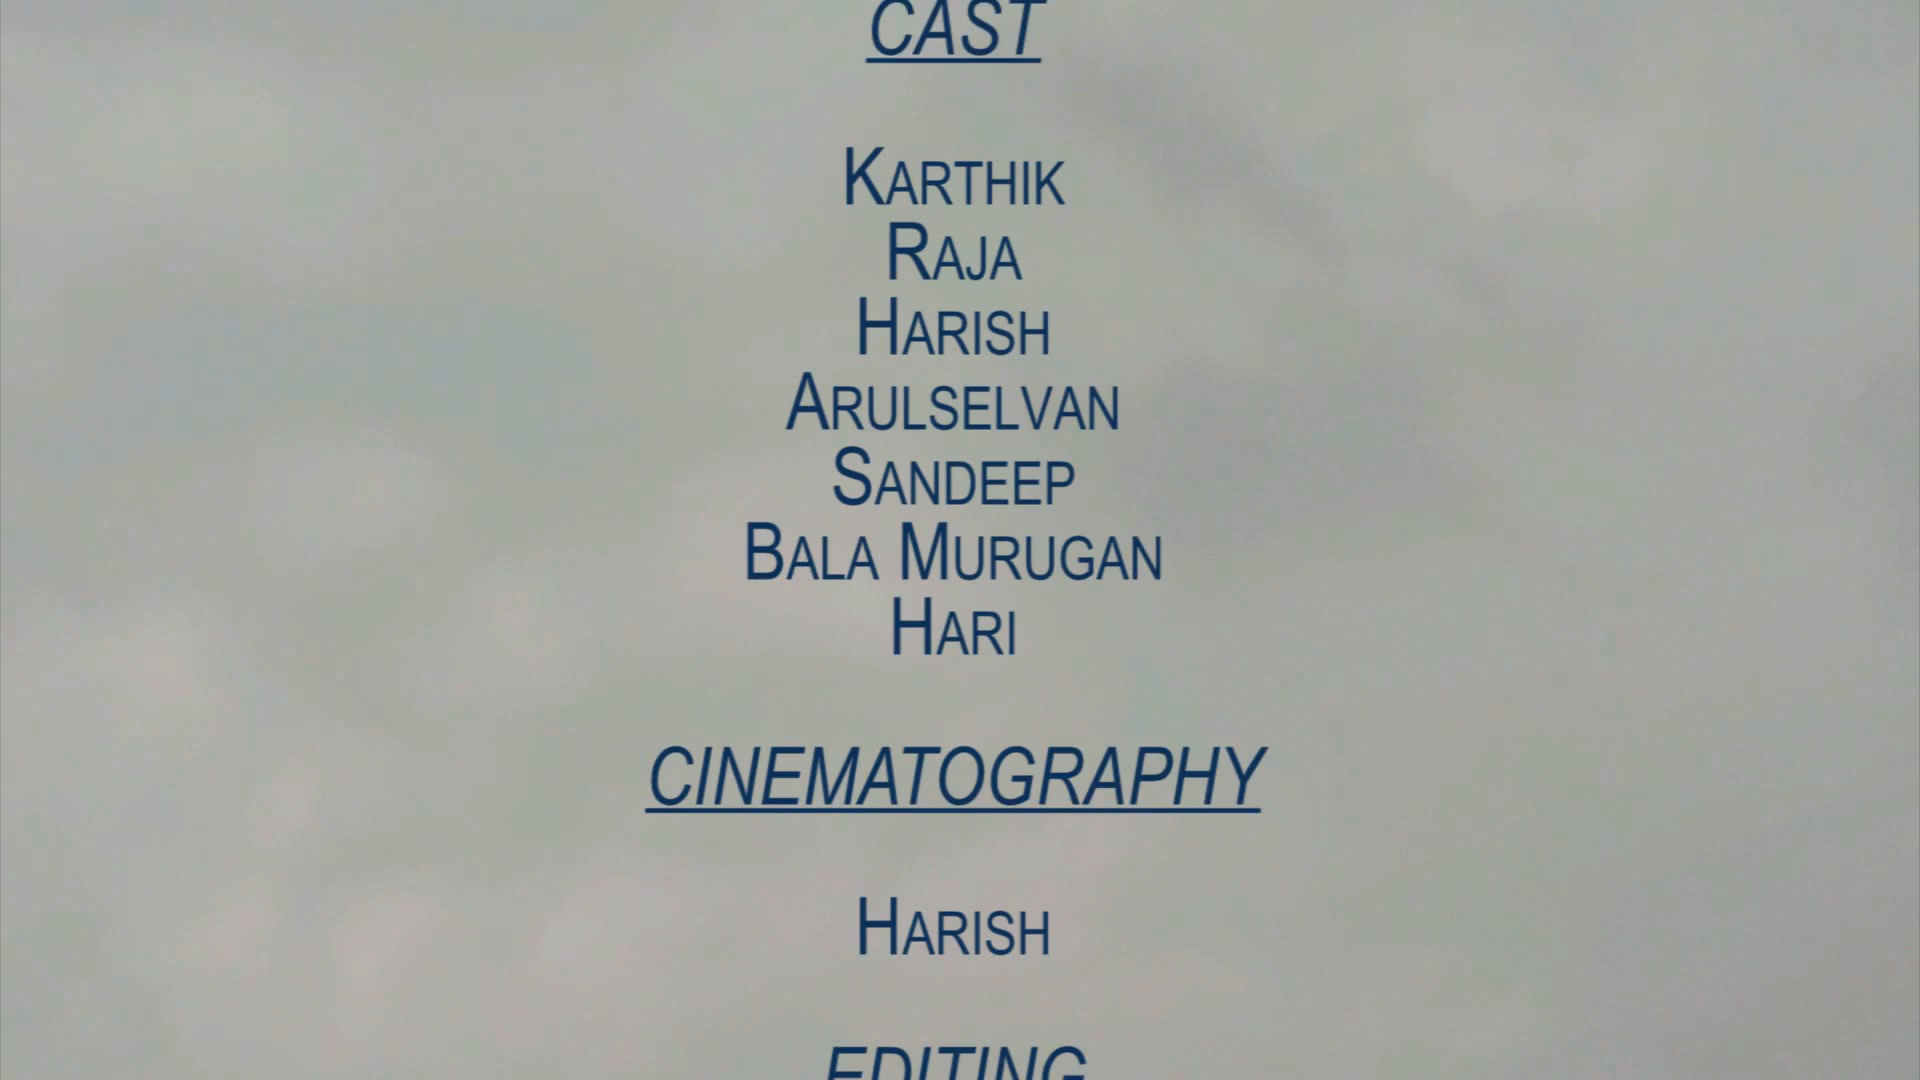 CAST
KARTHIK
RAJA
HARISH
ARULSELVAN
SANDEEP
BALA MURUGAN
HARI
CINEMATOGRAPHY
HARISH
EDITING